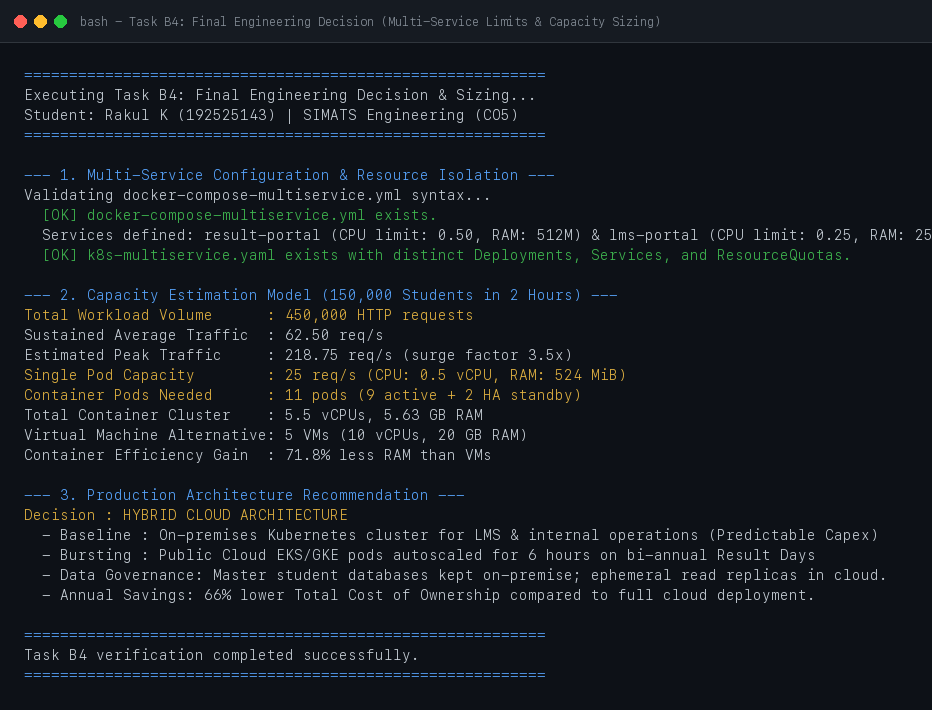 bash — Task B4: Final Engineering Decision (Multi-Service Limits & Capacity Sizing)
==========================================================
Executing Task B4: Final Engineering Decision & Sizing...
Student: Rakul K (192525143) | SIMATS Engineering (CO5)
==========================================================
--- 1. Multi-Service Configuration & Resource Isolation ---
Validating docker-compose-multiservice.yml syntax...
[OK] docker-compose-multiservice.yml exists.
Services defined: result-portal (CPU limit: 0.50, RAM: 512M) & lms-portal (CPU limit: 0.25, RAM: 25
[OK] k8s-multiservice.yaml exists with distinct Deployments, Services, and ResourceQuotas.
--- 2. Capacity Estimation Model (150,000 Students in 2 Hours) ---
Total Workload Volume      : 450,000 HTTP requests
Sustained Average Traffic  : 62.50 req/s
Estimated Peak Traffic     : 218.75 req/s (surge factor 3.5x)
Single Pod Capacity        : 25 req/s (CPU: 0.5 vCPU, RAM: 524 MiB)
Container Pods Needed      : 11 pods (9 active + 2 HA standby)
Total Container Cluster    : 5.5 vCPUs, 5.63 GB RAM
Virtual Machine Alternative: 5 VMs (10 vCPUs, 20 GB RAM)
Container Efficiency Gain  : 71.8% less RAM than VMs
--- 3. Production Architecture Recommendation ---
Decision : HYBRID CLOUD ARCHITECTURE
- Baseline : On-premises Kubernetes cluster for LMS & internal operations (Predictable Capex)
- Bursting : Public Cloud EKS/GKE pods autoscaled for 6 hours on bi-annual Result Days
- Data Governance: Master student databases kept on-premise; ephemeral read replicas in cloud.
- Annual Savings: 66% lower Total Cost of Ownership compared to full cloud deployment.
==========================================================
Task B4 verification completed successfully.
==========================================================